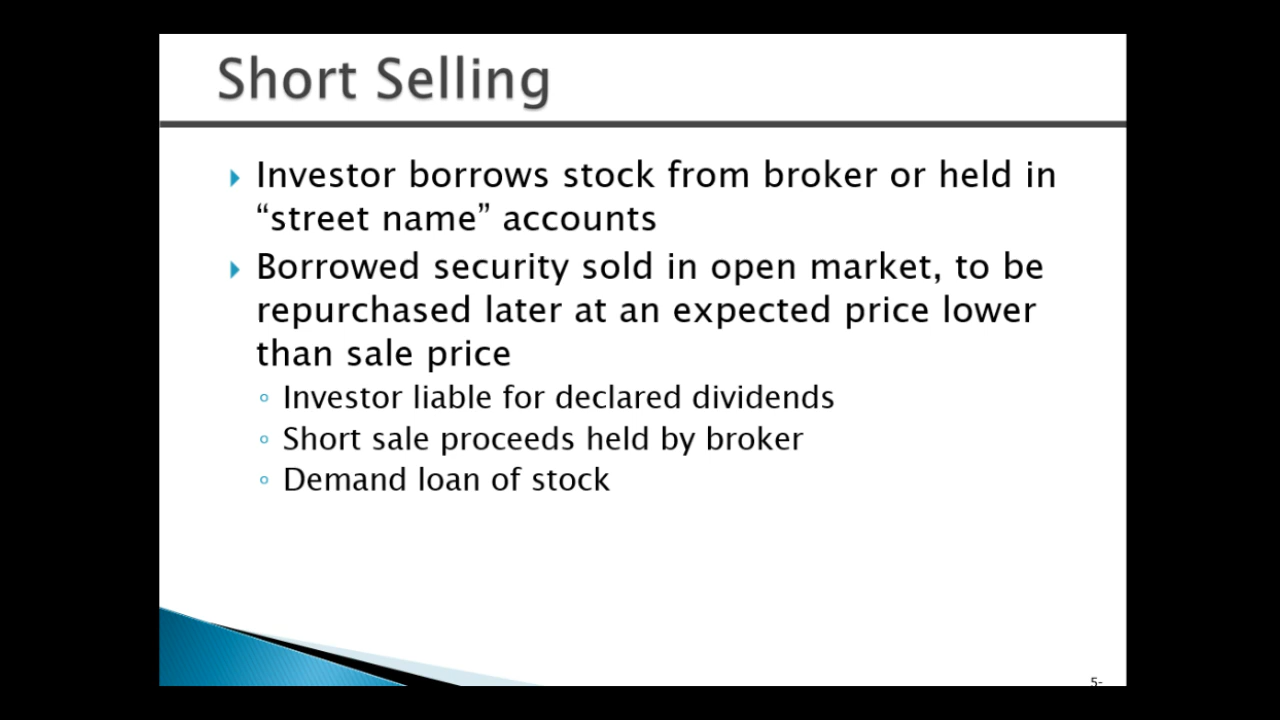 Short Selling
Investor borrows stock from broker or held in
“street name” accounts
Borrowed security sold in open market, to be
repurchased later at an expected price lower
than sale price
Investor liable for declared dividends
Short sale proceeds held by broker
Demand loan of stock
5-